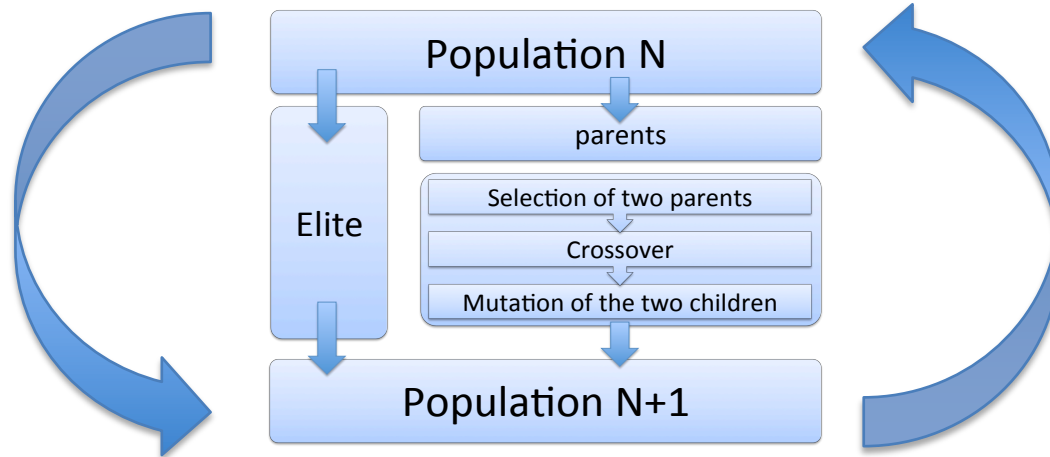 Population N
parents
Elite
Selection of two parents
Crossover
Mutation of the two children
Population N+1